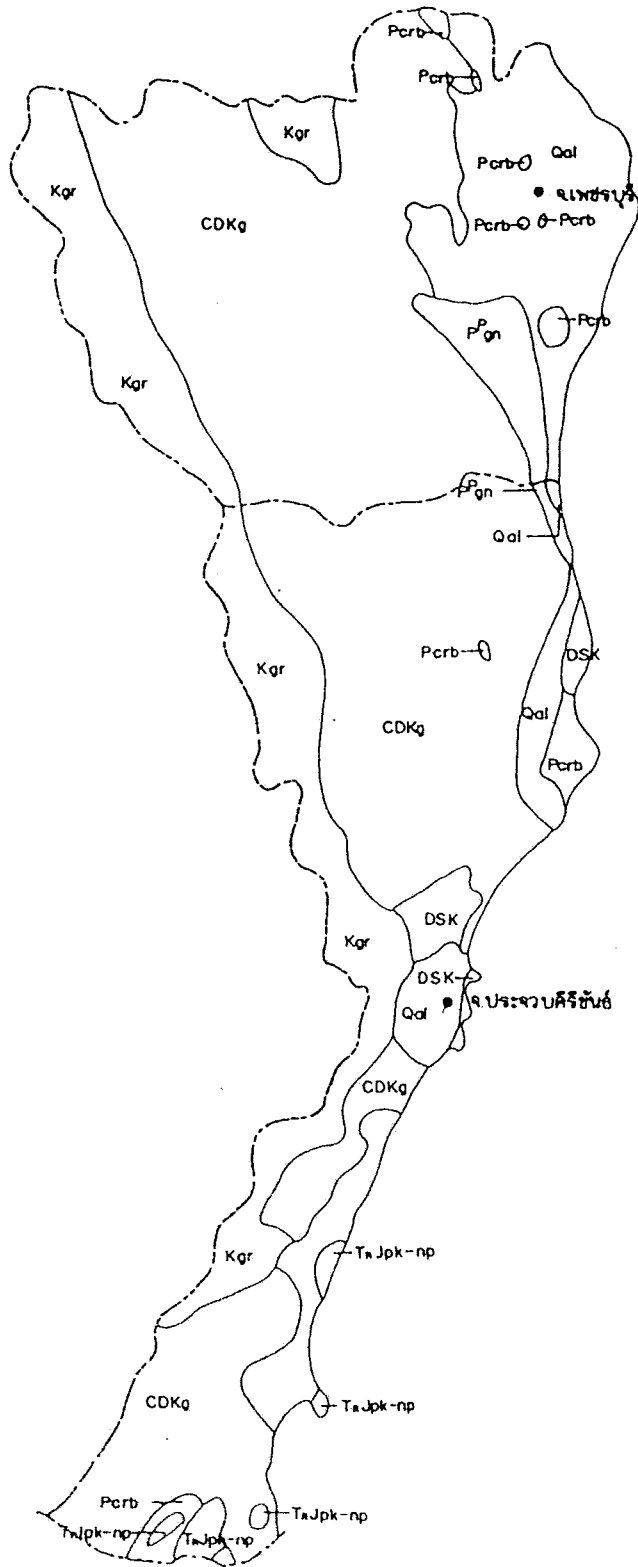 Pcrb
Pcrb
Kgr
Qal
Pcrb
Kgr
จ.เพชรบุรี
CDKg
Pcrb
Pcrb
Pcrb
PPgn
Kgr
PPgn
Qal
Pcrb
DSK
Kgr
Qal
CDKg
Pcrb
DSK
Kgr
DSK
จ.ประจวบคีรีขันธ์
Qal
CDKg
TRJpk-np
Kgr
CDKg
TRJpk-np
Pcrb
TRJpk-np
TRJpk-np
TRJpk-np